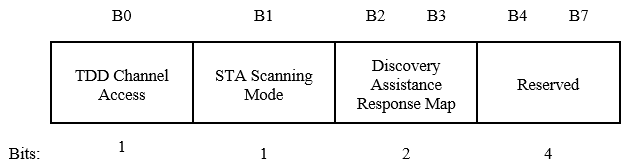 B0 B1 B2 B3 B4 B7
TDD Channel Access
STA Scanning Mode
Discovery Assistance Response Map
Reserved
Bits: 1 1 2 4